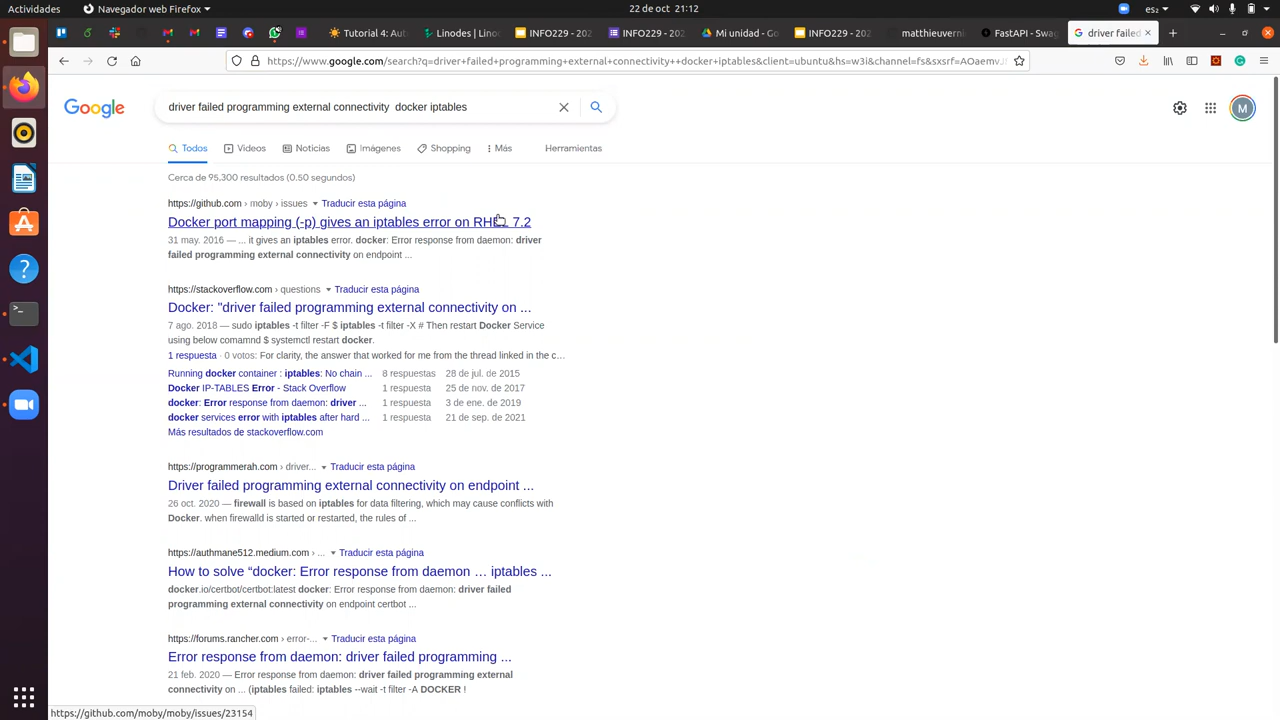 Actividades
Navegador web Firefox
22 de oct 21:12
es2
Tutorial 4: Aut
Linodes | Lino
INFO229 - 202
INFO229 - 202
Mi unidad - Go
INFO229 - 202
matthieuverni
FastAPI - Swag
driver failed
https://www.google.com/search?q=driver+failed+programming+external+connectivity++docker+iptables&client=ubuntu&hs=w3i&channel=fs&sxsrf=AOaemv
Google
driver failed programming external connectivity docker iptables
M
Todos
Videos
Noticias
Imágenes
Shopping
Más
Herramientas
Cerca de 95,300 resultados (0.50 segundos)
https://github.com › moby › issues Traducir esta página
Docker port mapping (-p) gives an iptables error on RHEL 7.2
31 may. 2016 — ... it gives an iptables error. docker: Error response from daemon: driver
failed programming external connectivity on endpoint ...
https://stackoverflow.com › questions Traducir esta página
Docker: "driver failed programming external connectivity on ...
7 ago. 2018 — sudo iptables -t filter -F $ iptables -t filter -X # Then restart Docker Service
using below comamnd $ systemctl restart docker.
1 respuesta · 0 votos: For clarity, the answer that worked for me from the thread linked in the c…
Running docker container : iptables: No chain ... 8 respuestas 28 de jul. de 2015
Docker IP-TABLES Error - Stack Overflow 1 respuesta 25 de nov. de 2017
docker: Error response from daemon: driver ... 1 respuesta 3 de ene. de 2019
docker services error with iptables after hard ... 1 respuesta 21 de sep. de 2021
Más resultados de stackoverflow.com
https://programmerah.com › driver... Traducir esta página
Driver failed programming external connectivity on endpoint ...
26 oct. 2020 — firewall is based on iptables for data filtering, which may cause conflicts with
Docker. when firewalld is started or restarted, the rules of ...
https://authmane512.medium.com › ... Traducir esta página
How to solve “docker: Error response from daemon … iptables ...
docker.io/certbot/certbot:latest docker: Error response from daemon: driver failed
programming external connectivity on endpoint certbot ...
https://forums.rancher.com › error-... Traducir esta página
Error response from daemon: driver failed programming ...
21 feb. 2020 — Error response from daemon: driver failed programming external
connectivity on ... (iptables failed: iptables --wait -t filter -A DOCKER !
https://github.com/moby/moby/issues/23154